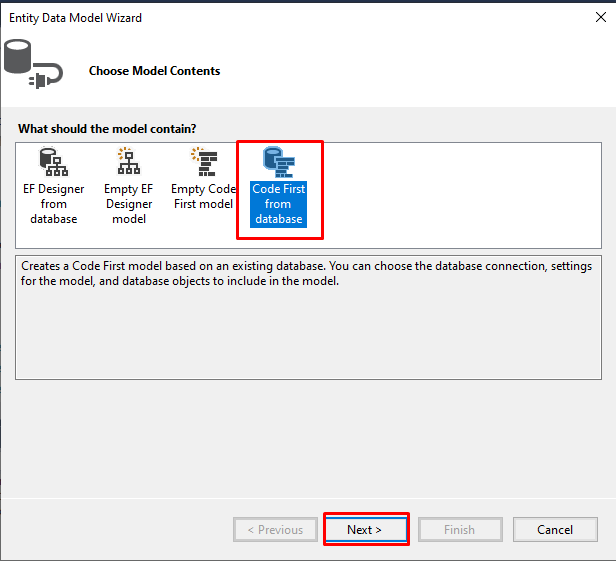 Entity Data Model Wizard
Choose Model Contents
What should the model contain?
EF Designer
from
database
Empty EF
Designer
model
Empty Code
First model
Code First
from
database
Creates a Code First model based on an existing database. You can choose the database connection, settings
for the model, and database objects to include in the model.
< Previous
Next >
Finish
Cancel